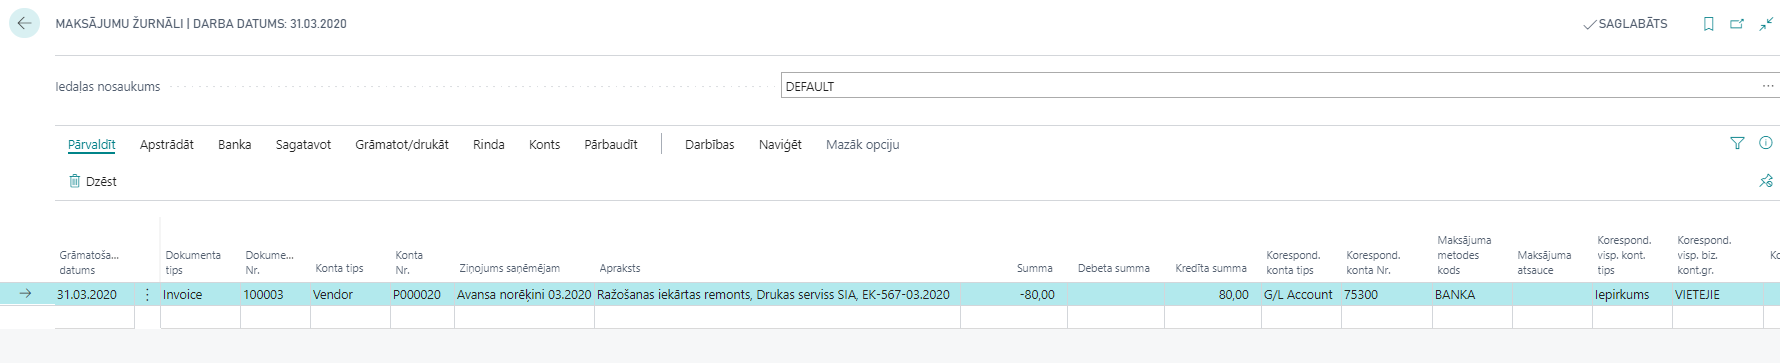 MAKSĀJUMU ŽURNĀLI | DARBA DATUMS: 31.03.2020
SAGLABĀTS
Iedaļas nosaukums
DEFAULT
Pārvaldīt Apstrādāt Banka Sagatavot Grāmatot/drukāt Rinda Konts Pārbaudīt Darbības Naviģēt Mazāk opciju
Dzēst
Grāmatoša... datums
Dokumenta tips
Dokume... Nr.
Konta tips
Konta Nr.
Ziņojums saņēmējam
Apraksts
Summa
Debeta summa
Kredīta summa
Korespond. konta tips
Korespond. konta Nr.
Maksājuma metodes kods
Maksājuma atsauce
Korespond. visp. kont. tips
Korespond. visp. biz. kont.gr.
Ko
31.03.2020 Invoice 100003 Vendor P000020 Avansa norēķini 03.2020 Ražošanas iekārtas remonts, Drukas serviss SIA, EK-567-03.2020 -80,00 80,00 G/L Account 75300 BANKA Iepirkums VIETEJIE